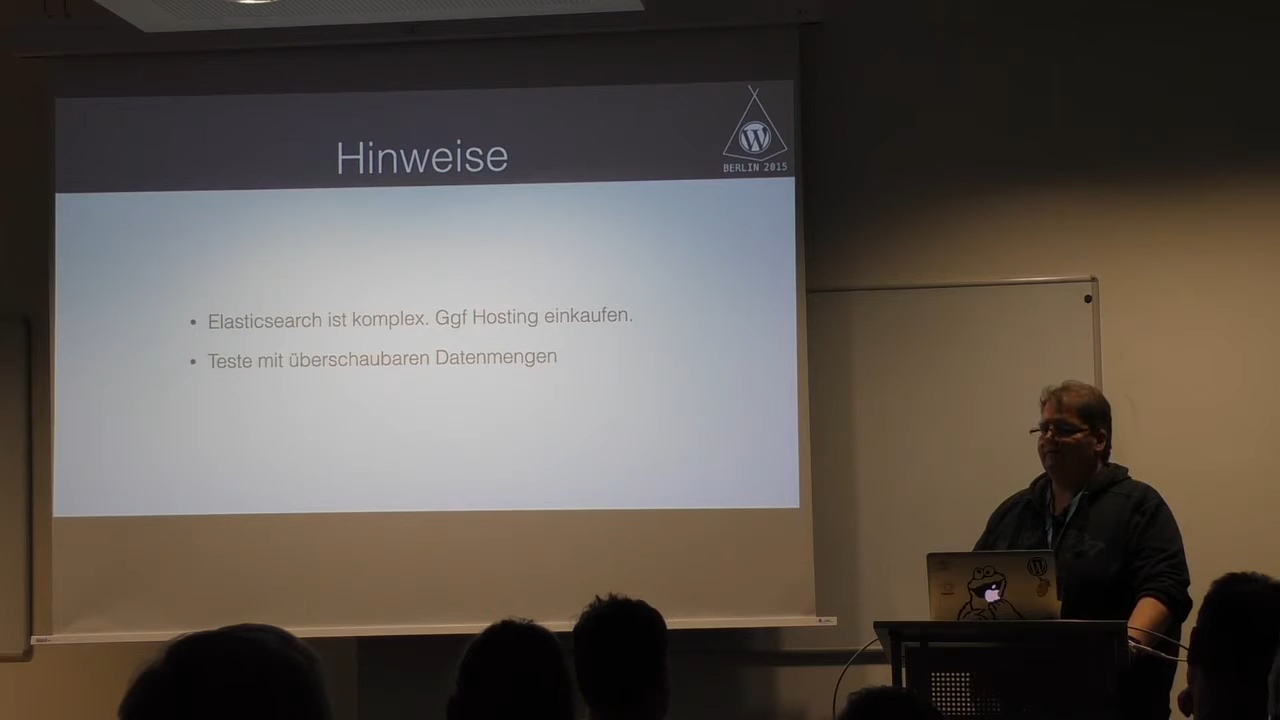 Hinweise
BERLIN 2015
• Elasticsearch ist komplex. Ggf Hosting einkaufen.
• Teste mit überschaubaren Datenmengen